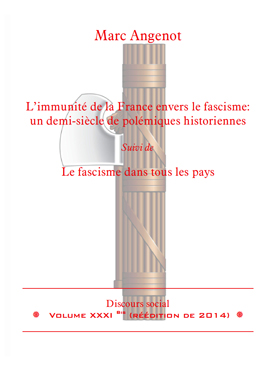 Marc Angenot
L’immunité de la France envers le fascisme:
un demi-siècle de polémiques historiennes
Suivi de
Le fascisme dans tous les pays
Discours social
Volume XXXI Bis (réédition de 2014)